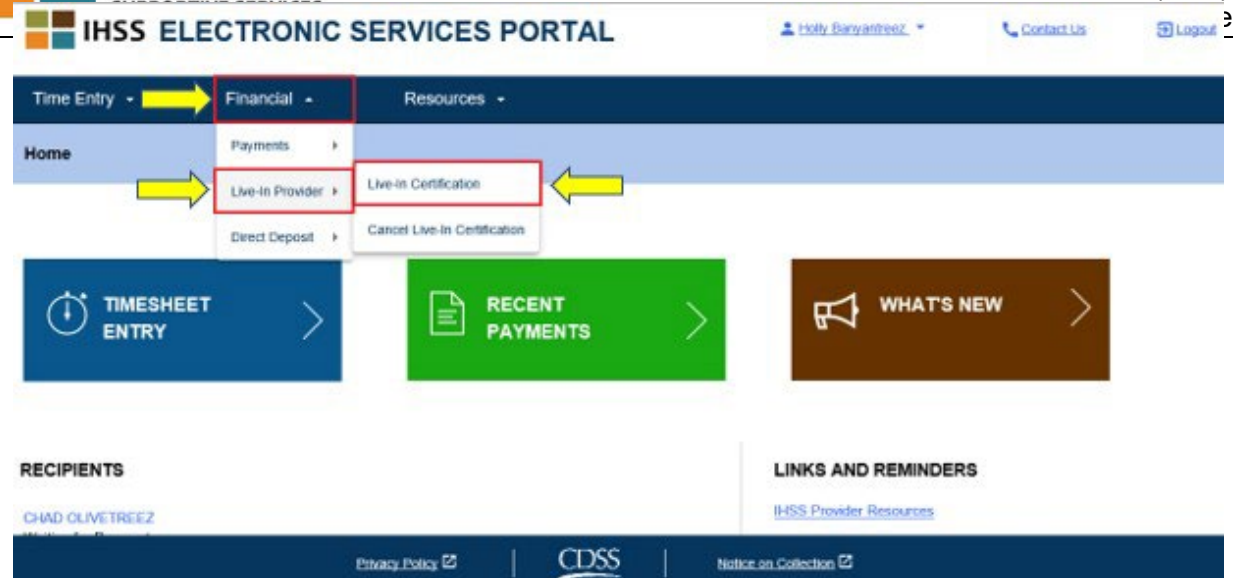 IHSS ELECTRONIC SERVICES PORTAL
Holly Banyantreez
Contact Us
Logout
Time Entry
Financial
Resources
Home
Payments
Live-In Provider
Live-In Certification
Direct Deposit
Cancel Live-In Certification
TIMESHEET
ENTRY
RECENT
PAYMENTS
WHAT'S NEW
RECIPIENTS
LINKS AND REMINDERS
CHAD OLIVETREEZ
IHSS Provider Resources
Privacy Policy
CDSS
Notice on Collection